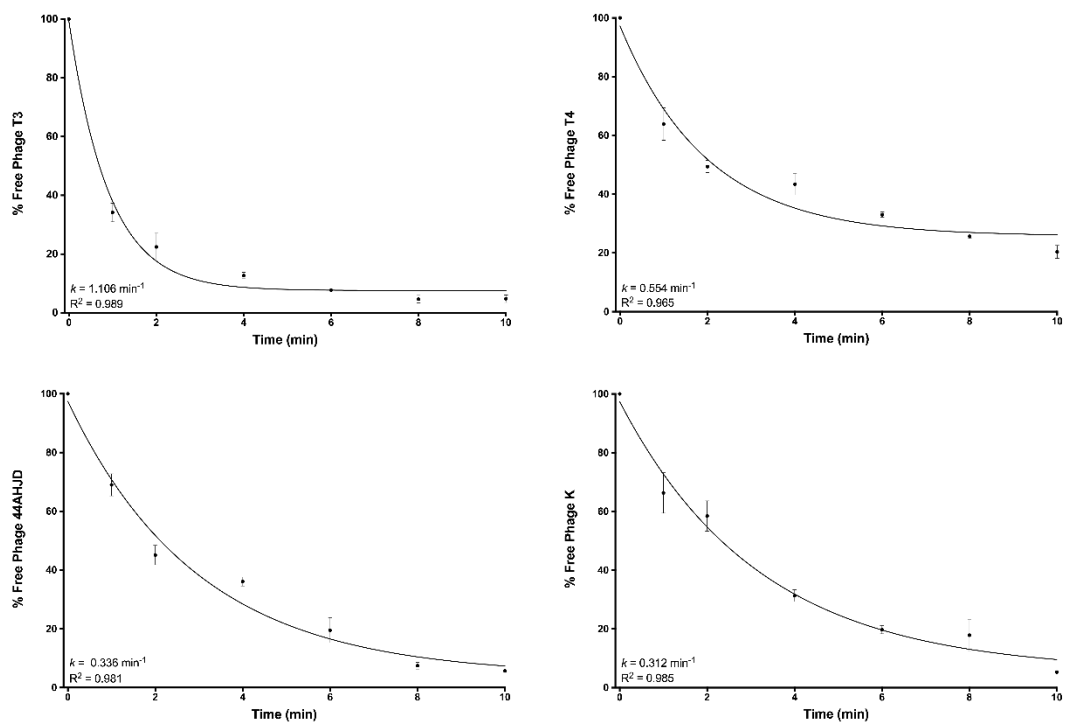 % Free Phage T3
100
80
60
40
20
0
k = 1.106 min-1
R2 = 0.989
0 2 4 6 8 10
Time (min)
% Free Phage T4
100
80
60
40
20
0
k = 0.554 min-1
R2 = 0.965
0 2 4 6 8 10
Time (min)
% Free Phage 44AHJD
100
80
60
40
20
0
k = 0.336 min-1
R2 = 0.981
0 2 4 6 8 10
Time (min)
% Free Phage K
100
80
60
40
20
0
k = 0.312 min-1
R2 = 0.985
0 2 4 6 8 10
Time (min)